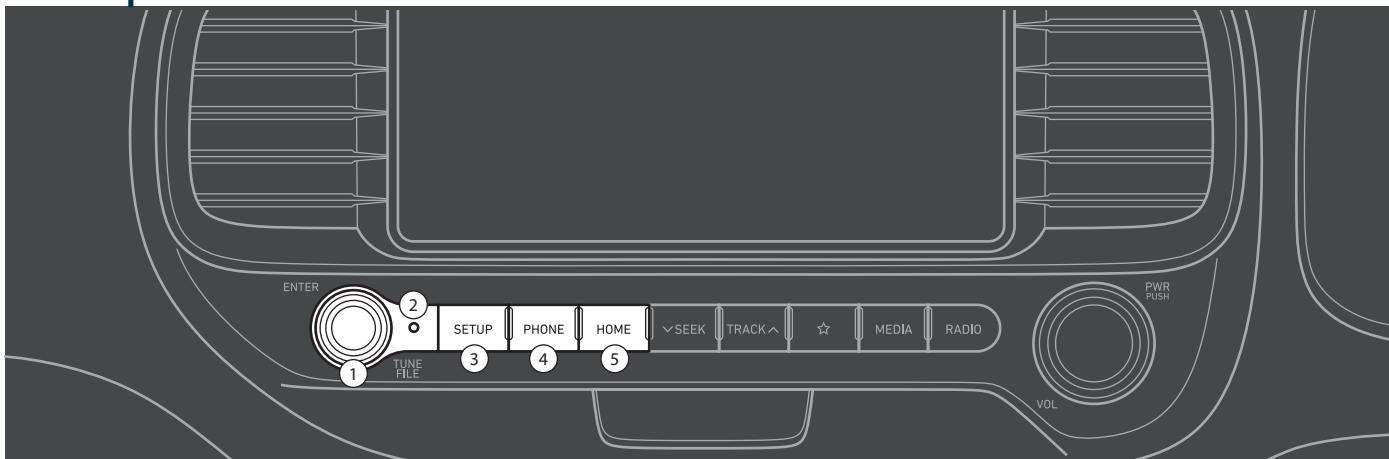 ENTER
PWR
PUSH
2
SETUP PHONE HOME SEEK TRACK MEDIA RADIO
3 4 5
1
TUNE
FILE
VOL